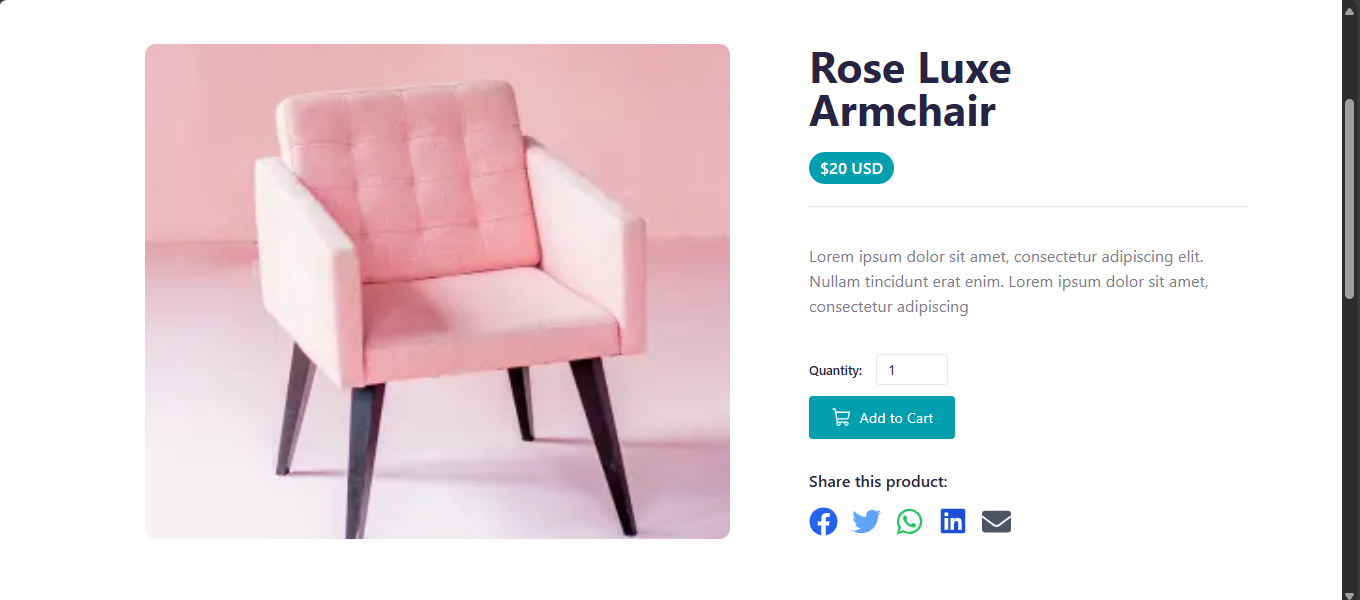 Rose Luxe
Armchair
$20 USD
Lorem ipsum dolor sit amet, consectetur adipiscing elit.
Nullam tincidunt erat enim. Lorem ipsum dolor sit amet,
consectetur adipiscing
Quantity: 1
Add to Cart
Share this product: